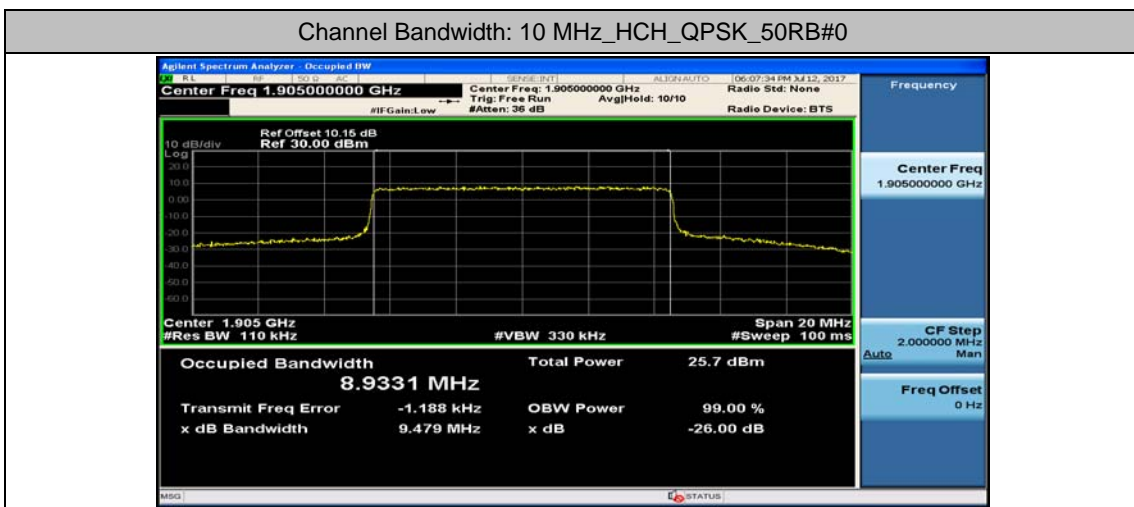 Channel Bandwidth: 10 MHz_HCH_QPSK_50RB#0
Agilent Spectrum Analyzer - Occupied BW
RL RF 50 Ω AC SENSE:INT ALIGN AUTO 06:07:34 PM Jul 12, 2017
Center Freq 1.905000000 GHz
Center Freq: 1.905000000 GHz
Radio Std: None
Trig: Free Run Avg|Hold: 10/10
#IFGain:Low #Atten: 36 dB Radio Device: BTS
Frequency
Ref Offset 10.15 dB
10 dB/div Ref 30.00 dBm
Log
20.0
10.0
0.00
-10.0
-20.0
-30.0
-40.0
-50.0
-60.0
Center Freq
1.905000000 GHz
Center 1.905 GHz Span 20 MHz
#Res BW 110 kHz #VBW 330 kHz #Sweep 100 ms
CF Step
2.000000 MHz
Auto Man
Occupied Bandwidth Total Power 25.7 dBm
8.9331 MHz
Freq Offset
0 Hz
Transmit Freq Error -1.188 kHz OBW Power 99.00 %
x dB Bandwidth 9.479 MHz x dB -26.00 dB
MSG STATUS